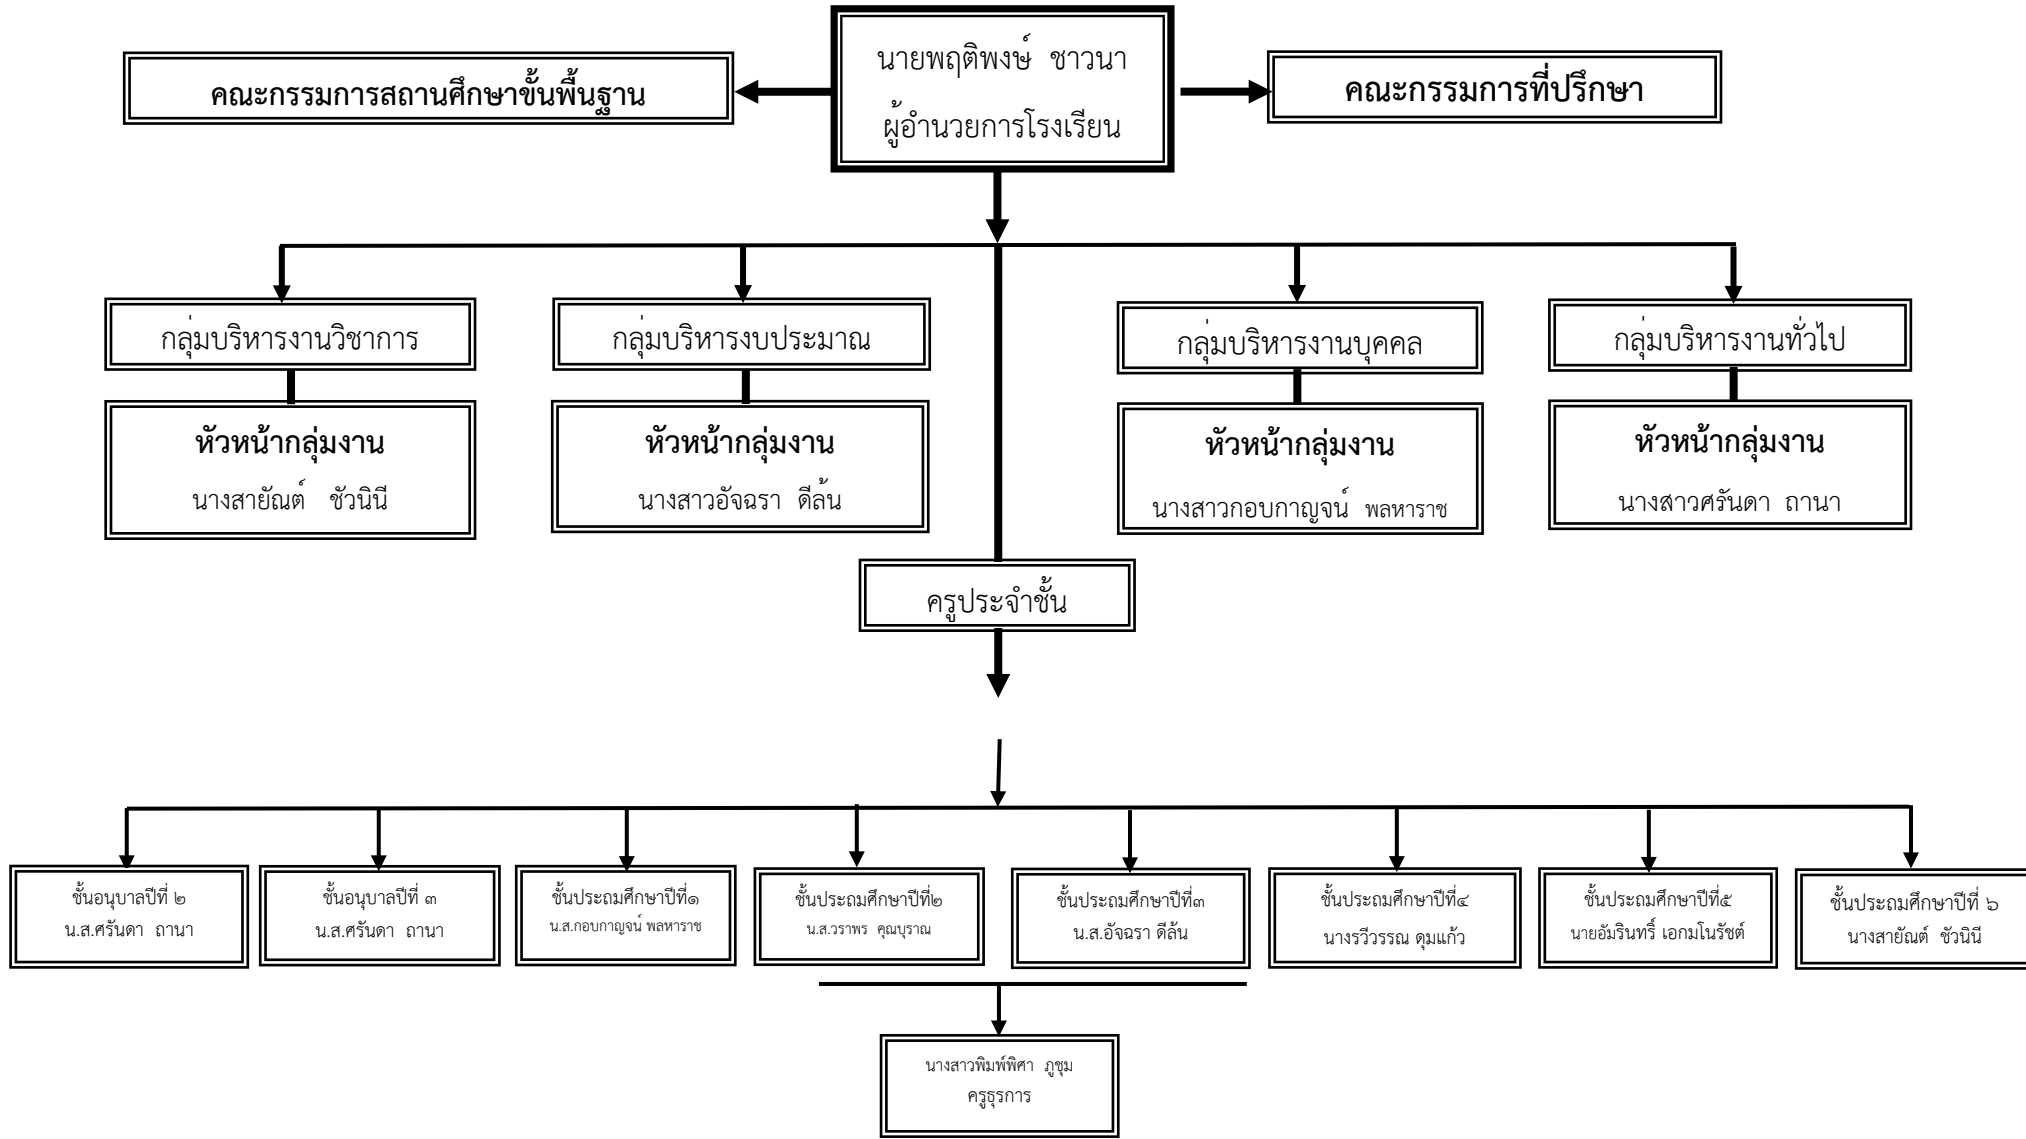 นายพฤติพงษ์ ชาวนา
ผู้อำนวยการโรงเรียน
คณะกรรมการสถานศึกษาขั้นพื้นฐาน
คณะกรรมการที่ปรึกษา
กลุ่มบริหารงานวิชาการ
กลุ่มบริหารงบประมาณ
กลุ่มบริหารงานบุคคล
กลุ่มบริหารงานทั่วไป
หัวหน้ากลุ่มงาน
นางสายัณต์ ชัวนินี
หัวหน้ากลุ่มงาน
นางสาวอัจฉรา ดีล้น
หัวหน้ากลุ่มงาน
นางสาวกอบกาญจน์ พลหาราช
หัวหน้ากลุ่มงาน
นางสาวศรันดา ถานา
ครูประจำชั้น
ชั้นอนุบาลปีที่ ๒
น.ส.ศรันดา ถานา
ชั้นอนุบาลปีที่ ๓
น.ส.ศรันดา ถานา
ชั้นประถมศึกษาปีที่๑
น.ส.กอบกาญจน์ พลหาราช
ชั้นประถมศึกษาปีที่๒
น.ส.วราพร คุณบุราณ
ชั้นประถมศึกษาปีที่๓
น.ส.อัจฉรา ดีล้น
ชั้นประถมศึกษาปีที่๔
นางรวีวรรณ ดุมแก้ว
ชั้นประถมศึกษาปีที่๕
นายอัมรินทร์ิ เอกมโนรัชต์
ชั้นประถมศึกษาปีที่ ๖
นางสายัณต์ ชัวนินี
นางสาวพิมพ์พิศา ภูชุม
ครูธุรการ